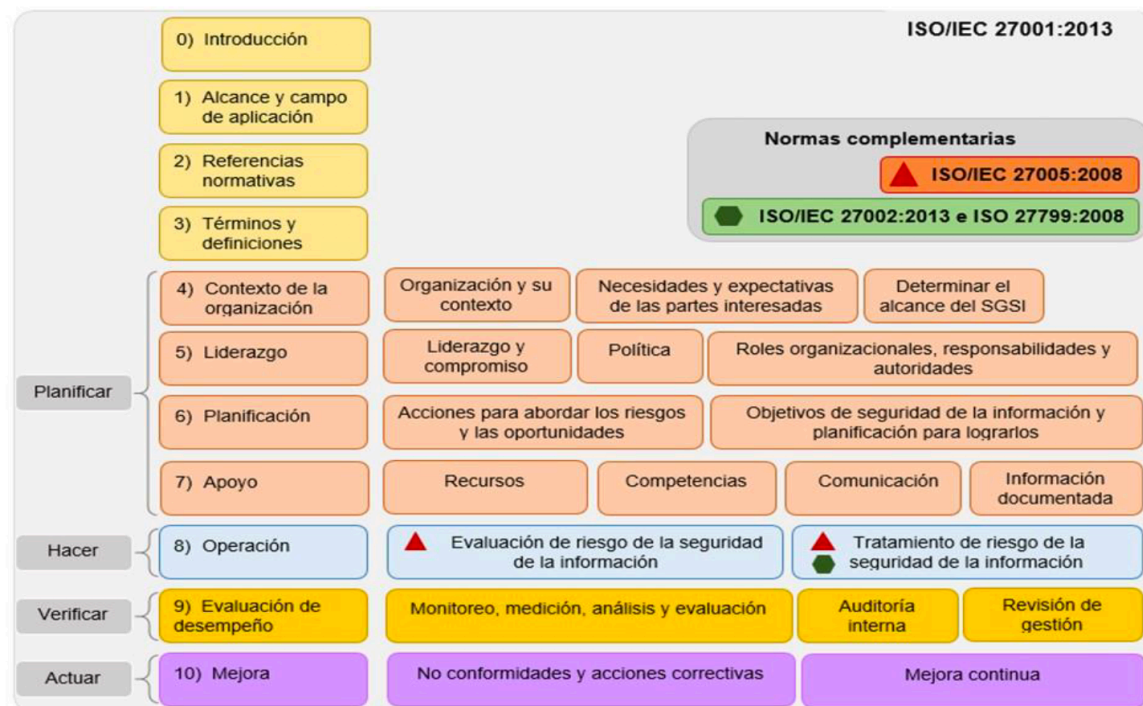 ISO/IEC 27001:2013
0) Introducción
1) Alcance y campo
de aplicación
2) Referencias
normativas
3) Términos y
definiciones
Normas complementarias
ISO/IEC 27005:2008
ISO/IEC 27002:2013 e ISO 27799:2008
Planificar
4) Contexto de la
organización
Organización y su
contexto
Necesidades y expectativas
de las partes interesadas
Determinar el
alcance del SGSI
5) Liderazgo
Liderazgo y
compromiso
Política
Roles organizacionales, responsabilidades y
autoridades
6) Planificación
Acciones para abordar los riesgos
y las oportunidades
Objetivos de seguridad de la información y
planificación para lograrlos
7) Apoyo
Recursos
Competencias
Comunicación
Información
documentada
Hacer
8) Operación
Evaluación de riesgo de la seguridad
de la información
Tratamiento de riesgo de la
seguridad de la información
Verificar
9) Evaluación de
desempeño
Monitoreo, medición, análisis y evaluación
Auditoría
interna
Revisión de
gestión
Actuar
10) Mejora
No conformidades y acciones correctivas
Mejora continua